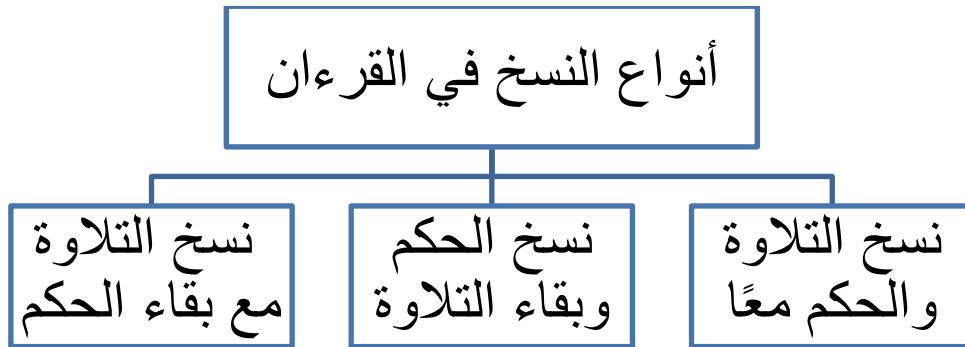 أنواع النسخ في القرءان
نسخ التلاوة
والحكم معًا
نسخ الحكم
وبقاء التلاوة
نسخ التلاوة
مع بقاء الحكم